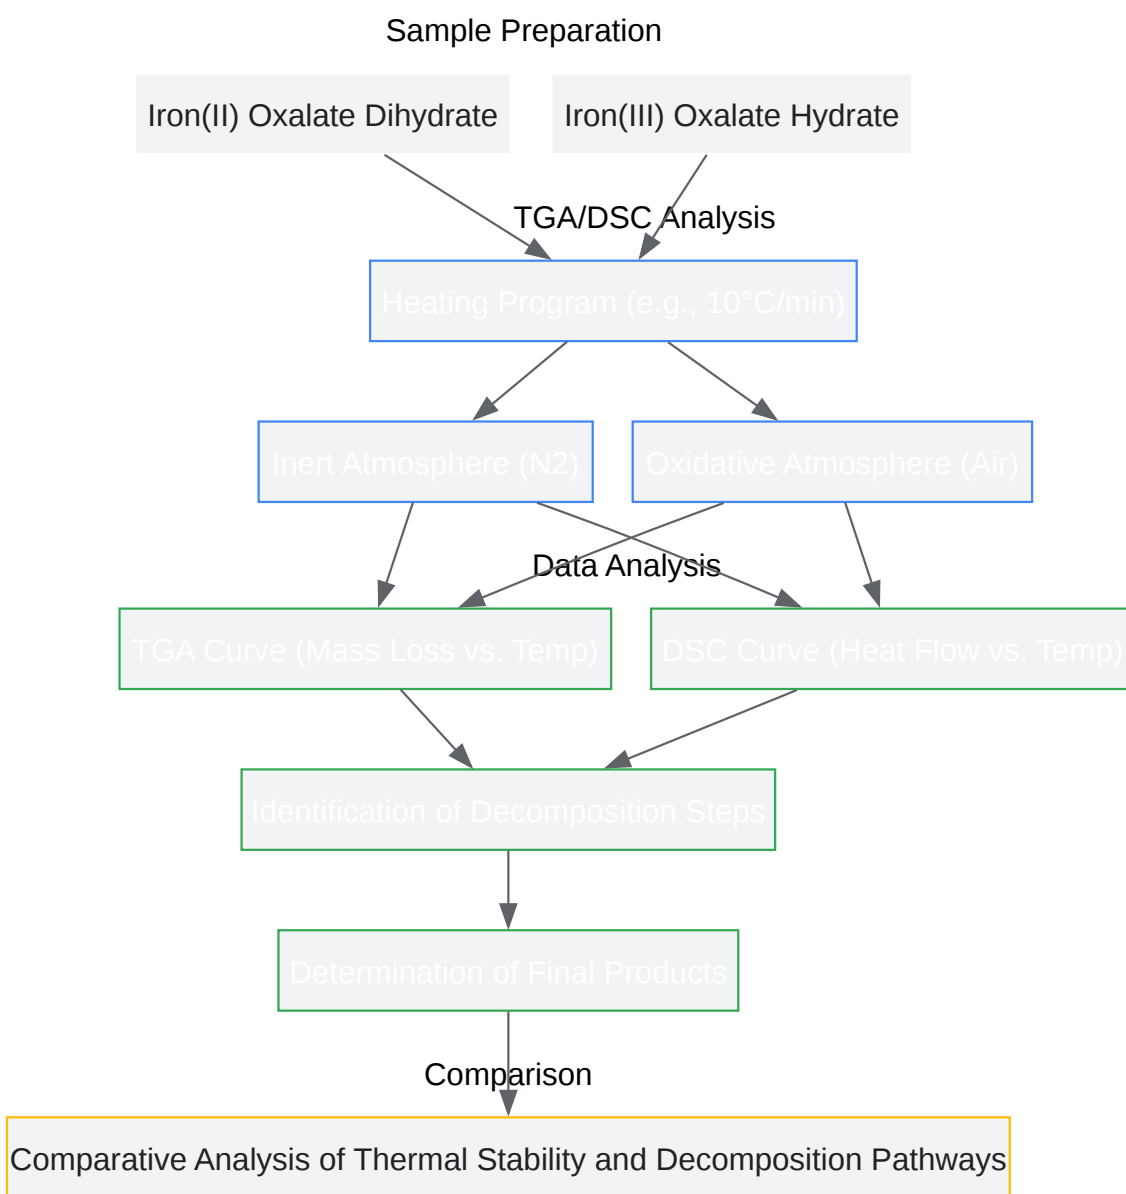 Sample Preparation
Iron(II) Oxalate Dihydrate
Iron(III) Oxalate Hydrate
TGA/DSC Analysis
Heating Program (e.g., 10°C/min)
Inert Atmosphere (N2)
Oxidative Atmosphere (Air)
Data Analysis
TGA Curve (Mass Loss vs. Temp)
DSC Curve (Heat Flow vs. Temp)
Identification of Decomposition Steps
Determination of Final Products
Comparison
Comparative Analysis of Thermal Stability and Decomposition Pathways